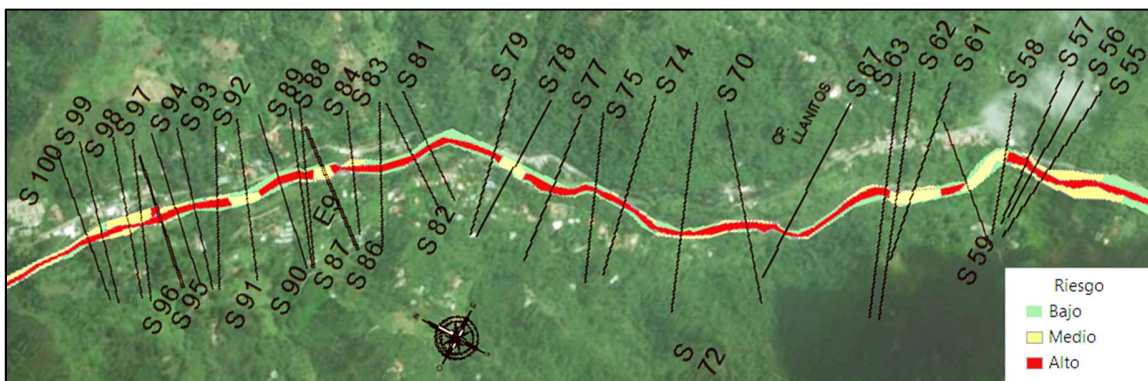 S 100
S 99
S 98
S 97
S 94
S 93
S 92
S 89
S 88
S 84
S 83
S 81
S 79
S 78
S 77
S 75
S 74
S 70
CP. LLANITOS
S 67
S 63
S 62
S 61
S 58
S 57
S 56
S 55
S 96
S 95
S 91
S 90
E9
S 87
S 86
S 82
S 72
S 59
Riesgo
Bajo
Medio
Alto